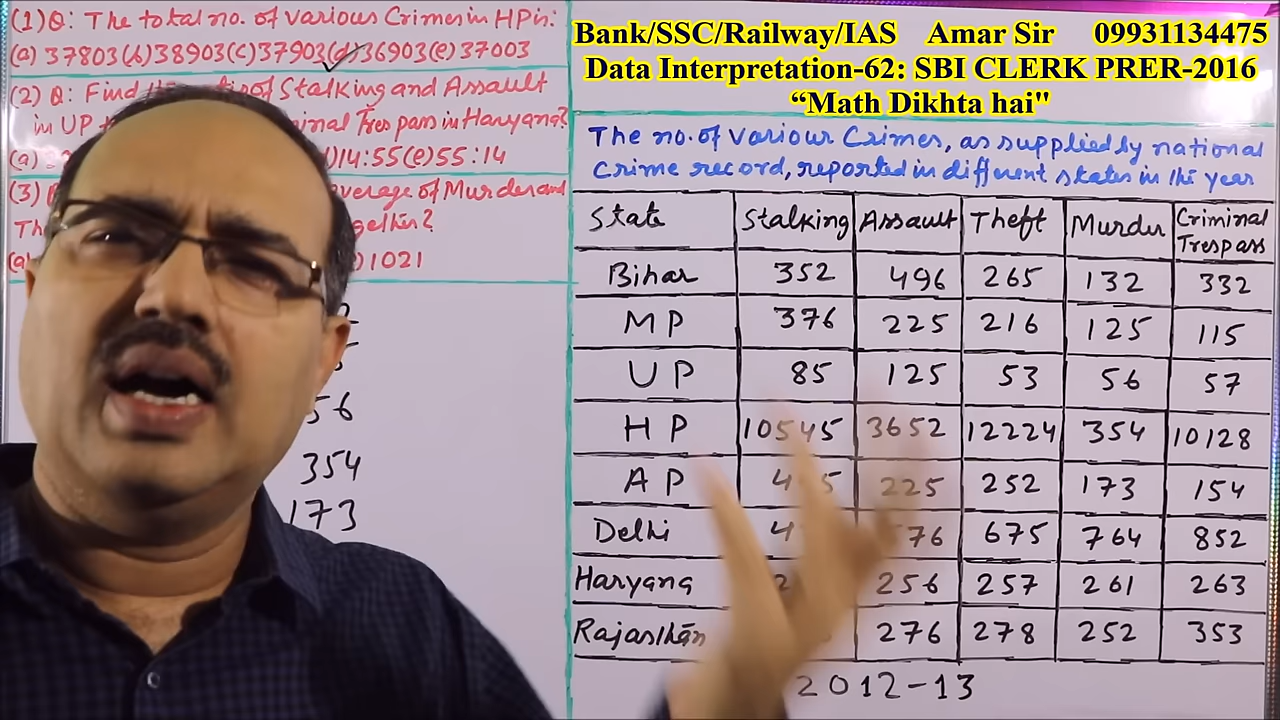 (1) Q: The total no. of various Crimes in HP is:
(a) 37803 (b) 38903 (c) 37903 (d) 36903 (e) 37003
(2) Q: Find of Stalking and Assault
in UP Trespass in Haryana?
(a) 14:55 (e) 55:14
(3) average of Murder and
(a) 1021
56
354
173
Bank/SSC/Railway/IAS Amar Sir 09931134475
Data Interpretation-62: SBI CLERK PRER-2016
“Math Dikhta hai"
The no. of various Crimes, as supplied by national
Crime record, reported in different states in the year
State Stalking Assault Theft Murder Criminal Trespass
Bihar 352 496 265 132 332
MP 376 225 216 125 115
UP 85 125 53 56 57
HP 10545 3652 12224 354 10128
AP 225 252 173 154
Delhi 675 764 852
Haryana 256 257 261 263
Rajasthan 276 278 252 353
2012-13